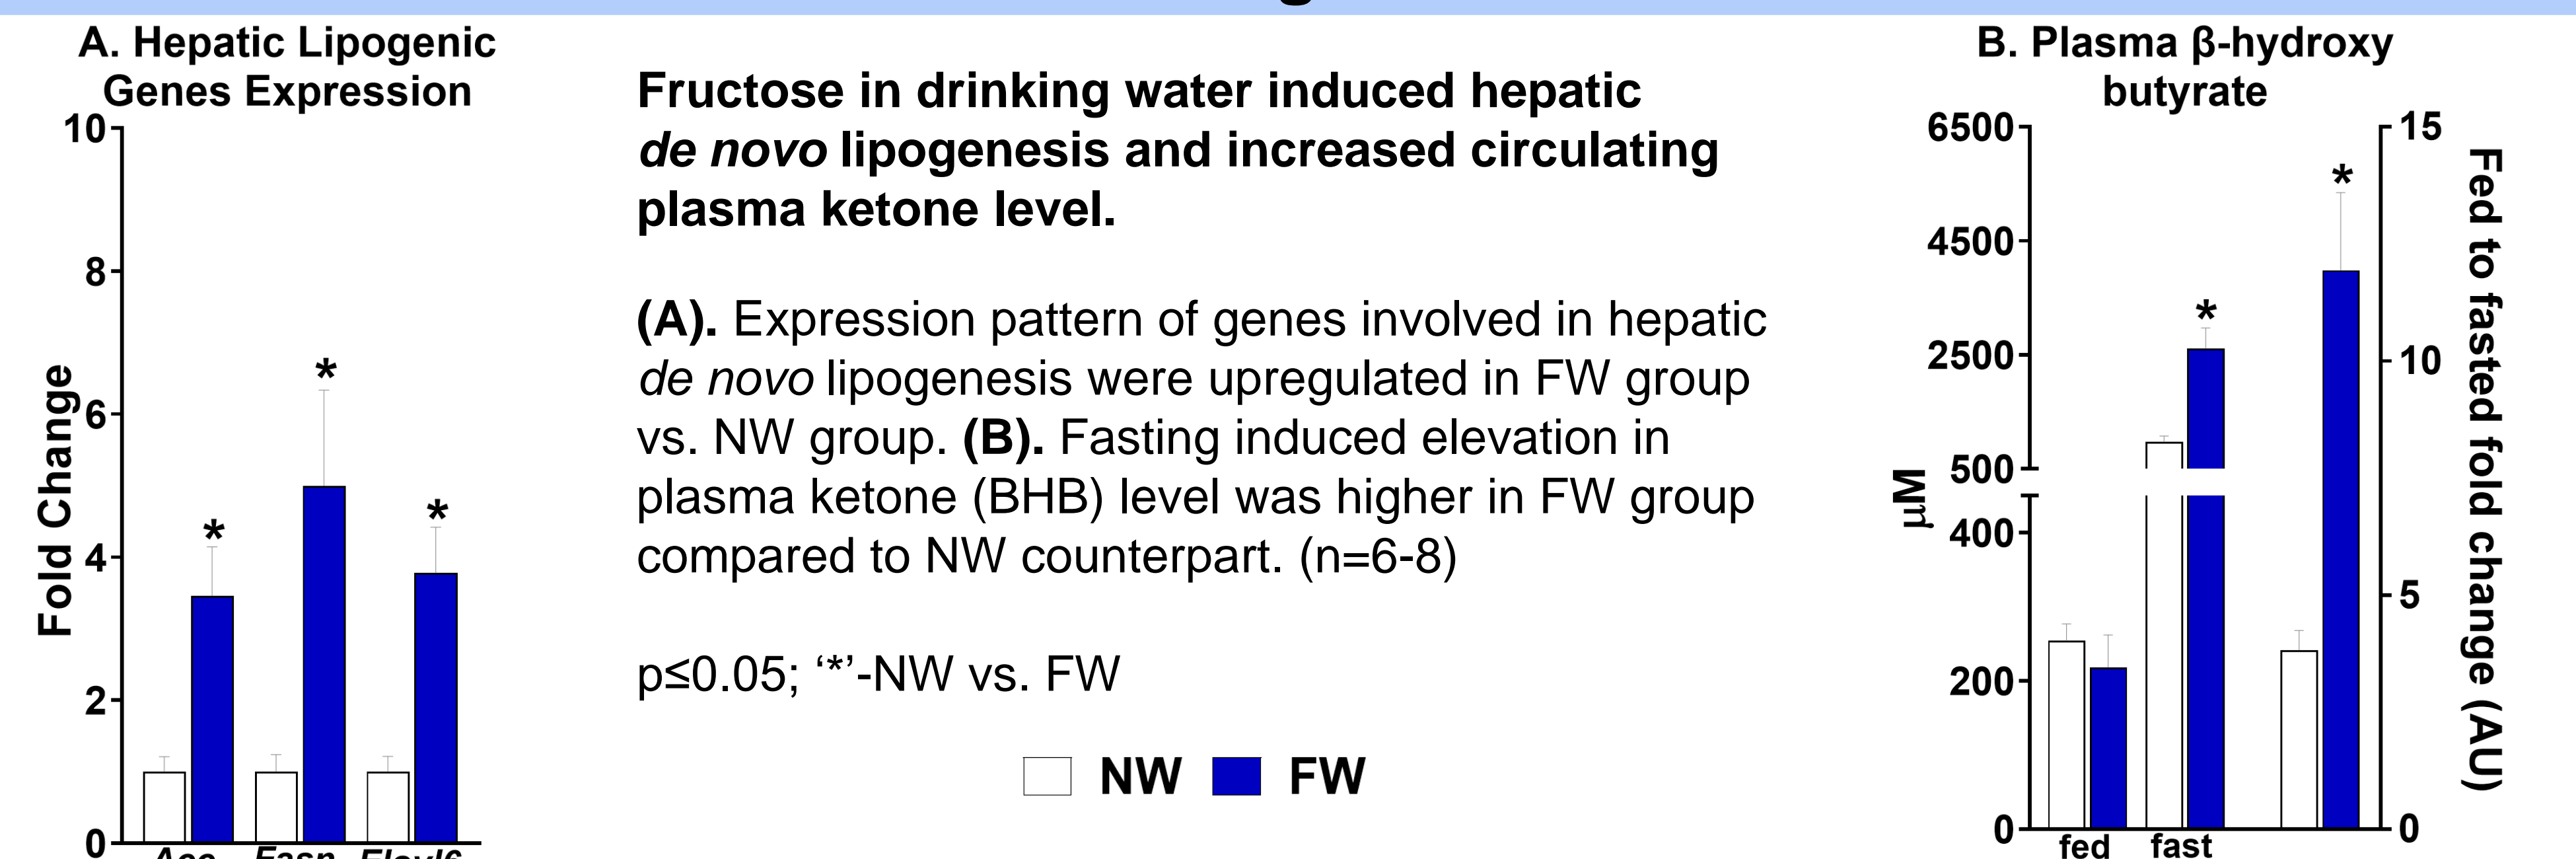 A. Hepatic Lipogenic
Genes Expression
Fold Change
10
8
6
4
2
0
Acc Fasn Elovl6
Fructose in drinking water induced hepatic
de novo lipogenesis and increased circulating
plasma ketone level.
(A). Expression pattern of genes involved in hepatic
de novo lipogenesis were upregulated in FW group
vs. NW group. (B). Fasting induced elevation in
plasma ketone (BHB) level was higher in FW group
compared to NW counterpart. (n=6-8)
p≤0.05; ‘*’-NW vs. FW
NW FW
B. Plasma β-hydroxy
butyrate
µM
6500
4500
2500
500
400
200
0
fed fast
15
10
5
0
Fed to fasted fold change (AU)
*
*
*
*
*